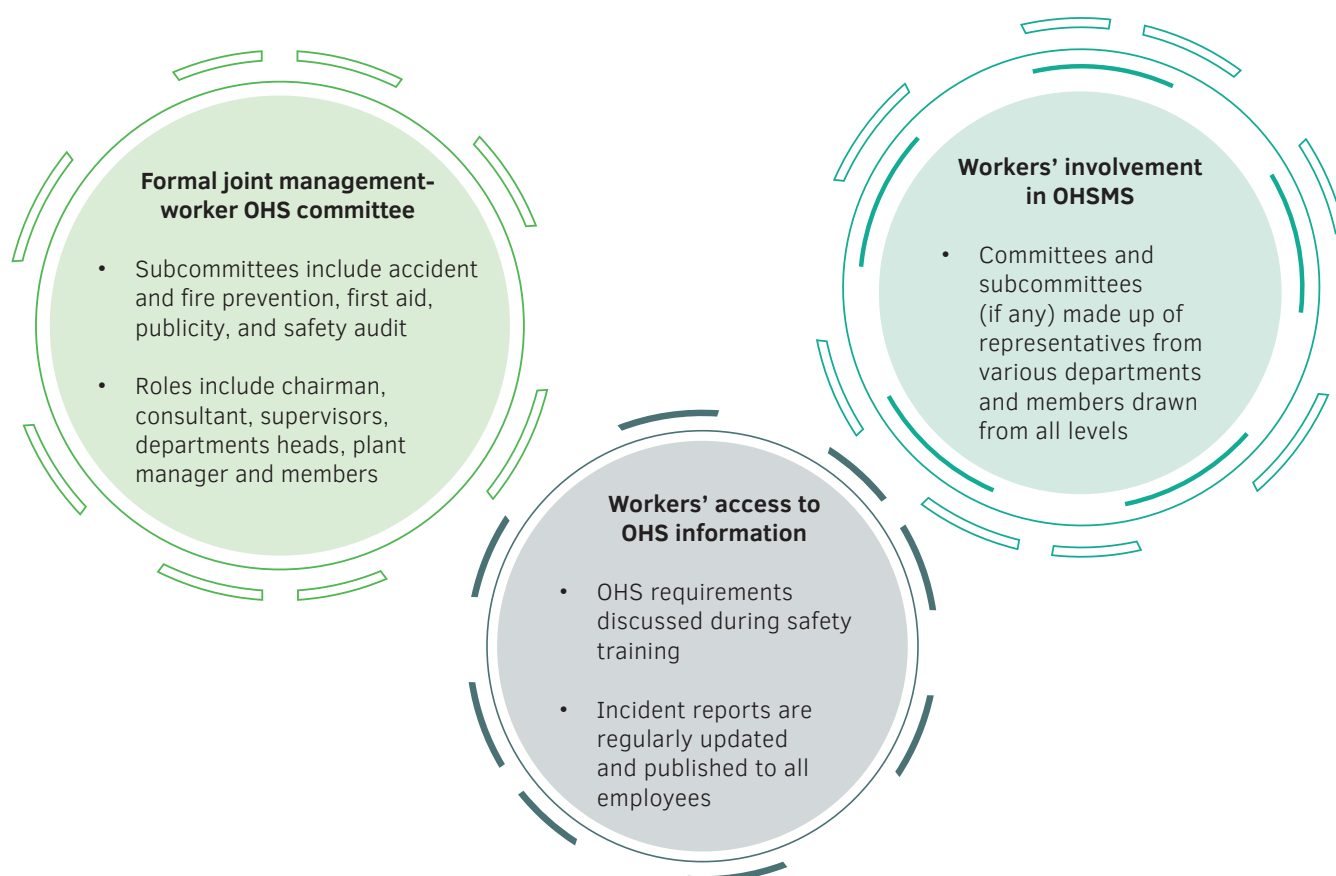 Formal joint management-
worker OHS committee
• Subcommittees include accident
and fire prevention, first aid,
publicity, and safety audit
• Roles include chairman,
consultant, supervisors,
departments heads, plant
manager and members
Workers’ access to
OHS information
• OHS requirements
discussed during safety
training
• Incident reports are
regularly updated
and published to all
employees
Workers’ involvement
in OHSMS
• Committees and
subcommittees
(if any) made up of
representatives from
various departments
and members drawn
from all levels